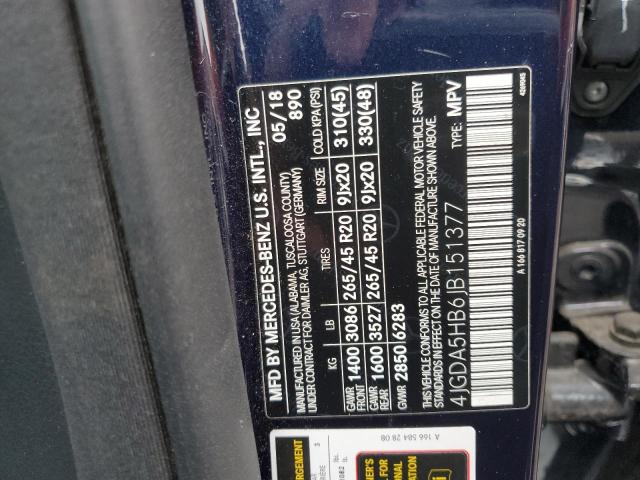 MFD BY MERCEDES-BENZ U.S. INTL., INC 05/18
MANUFACTURED IN USA (ALABAMA, TUSCALOOSA COUNTY) 890
UNDER CONTRACT FOR DAIMLER AG, STUTTGART (GERMANY)
KG LB TIRES RIM SIZE COLD KPA(PSI)
GAWR FRONT 1400 3086 265/45 R20 9Jx20 310(45)
GAWR REAR 1600 3527 265/45 R20 9Jx20 330(48)
GVWR 2850 6283
THIS VEHICLE CONFORMS TO ALL APPLICABLE FEDERAL MOTOR VEHICLE SAFETY
STANDARDS IN EFFECT ON THE DATE OF MANUFACTURE SHOWN ABOVE.
4JGDA5HB6JB151377 TYPE: MPV
A 166 817 09 20
A 166 584 28 08